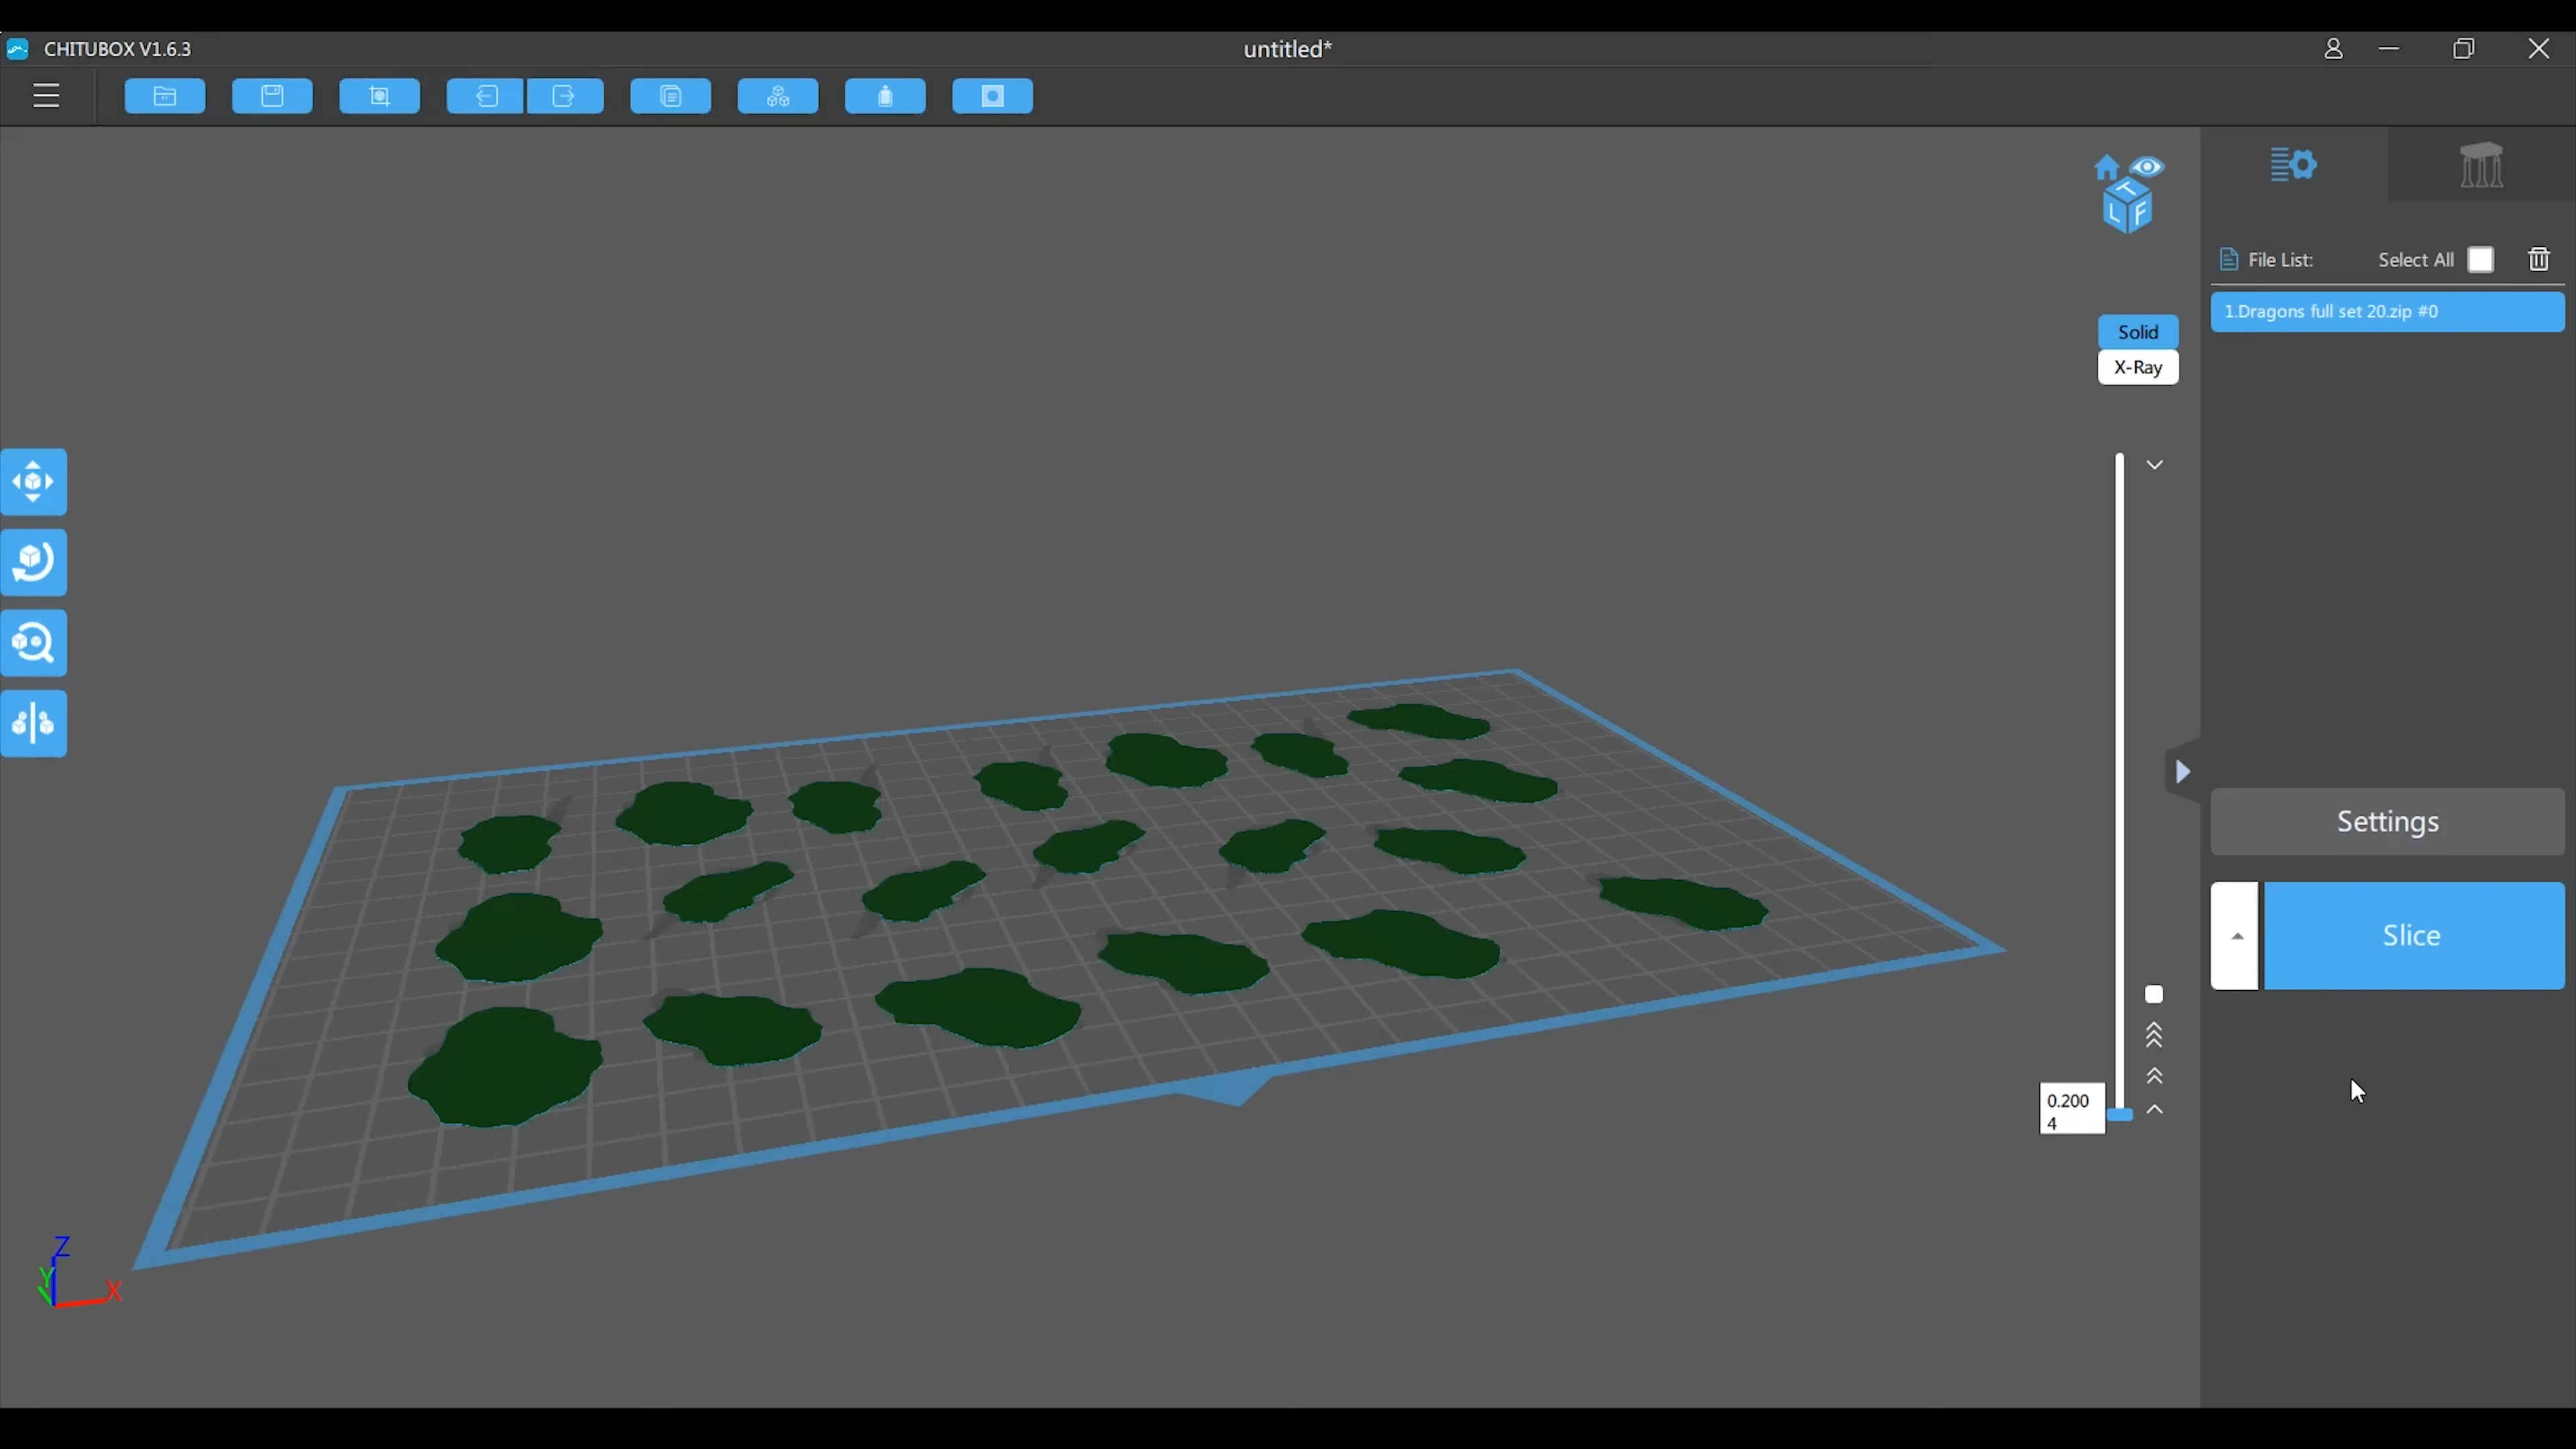 CHITUBOX V1.6.3
untitled*
T
L F
File List:
Select All
1.Dragons full set 20.zip #0
Solid
X-Ray
Settings
Slice
0.200
4
Z
Y
X